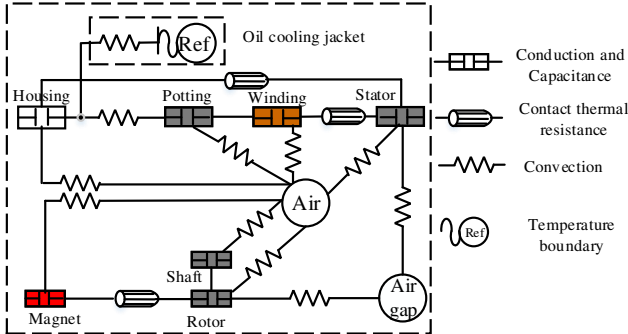 Ref
Oil cooling jacket
Housing
Potting
Winding
Stator
Air
Shaft
Magnet
Rotor
Air
gap
Conduction and
Capacitance
Contact thermal
resistance
Convection
Ref
Temperature
boundary